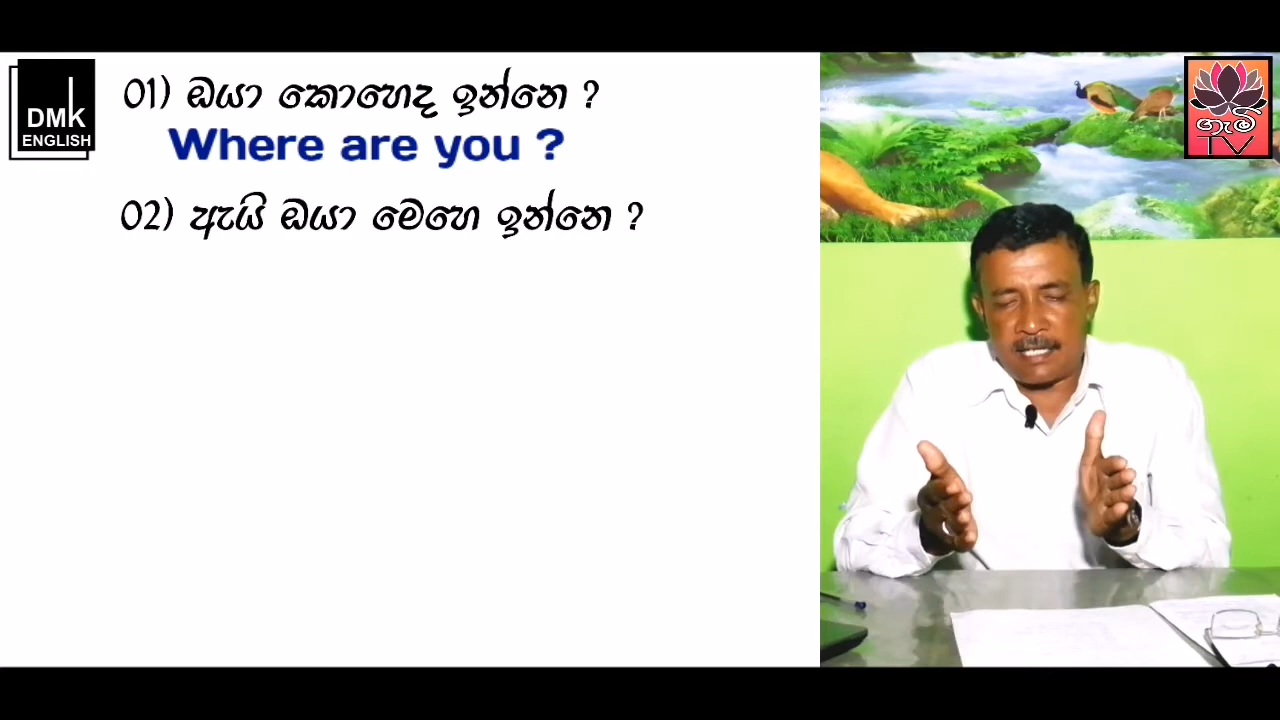 DMK
ENGLISH
01) ඔයා කොහෙද ඉන්නෙ ?
Where are you ?
02) ඇයි ඔයා මෙහෙ ඉන්නෙ ?
ගැමි
TV